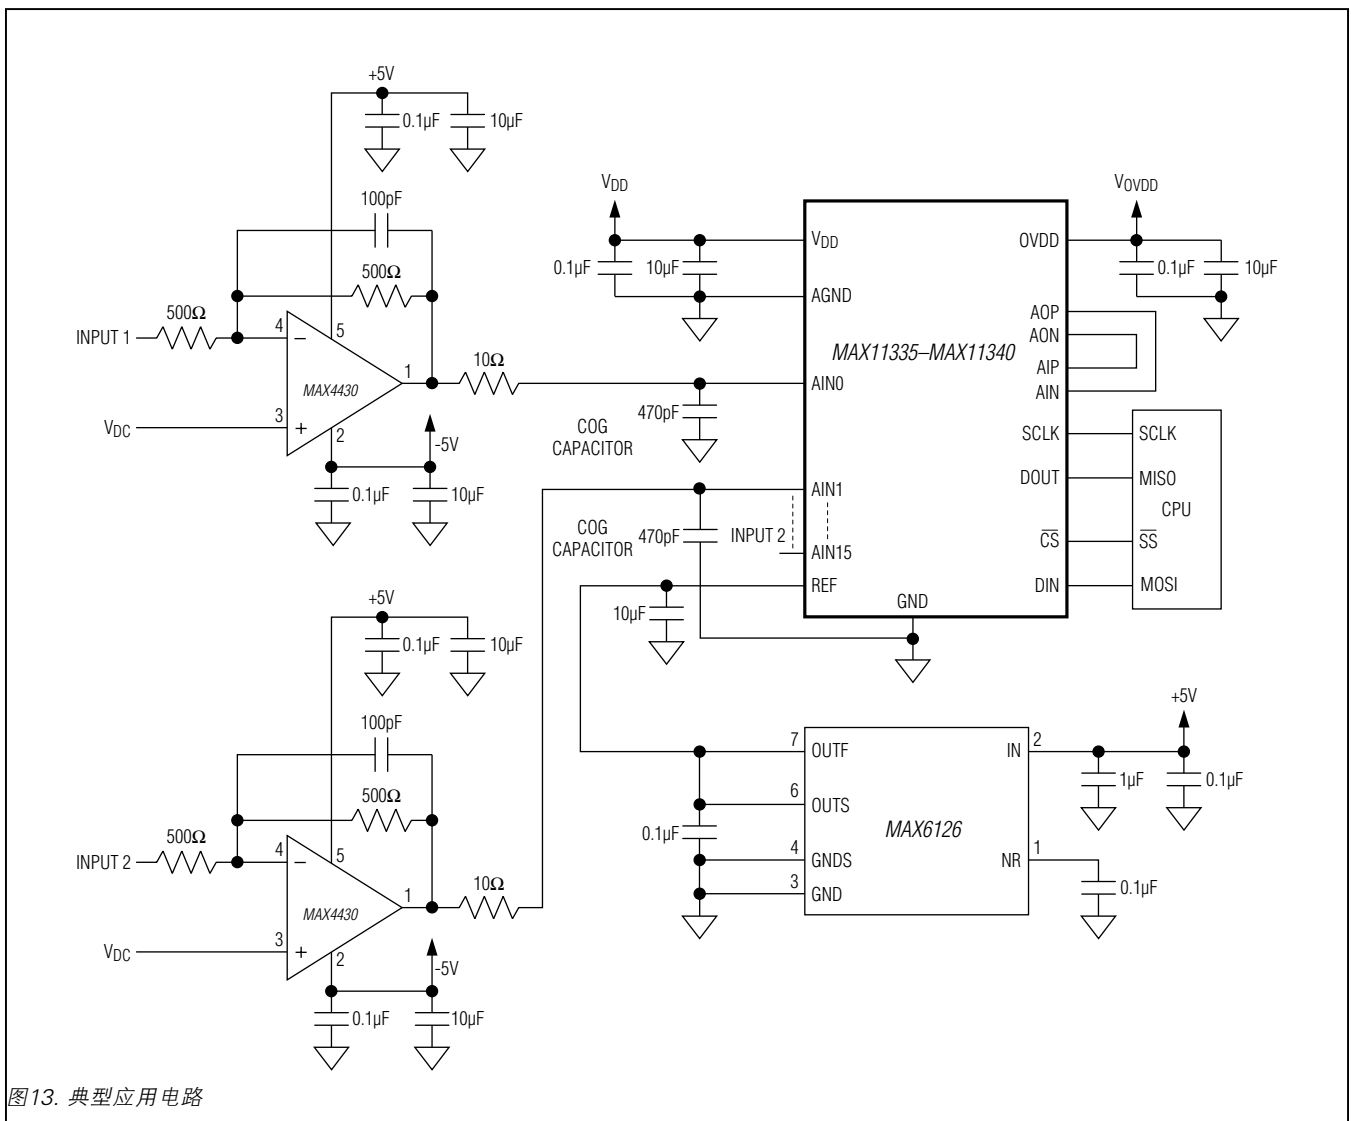 +5V
0.1µF
10µF
100pF
500Ω
500Ω
INPUT 1
4
5
−
MAX4430
1
10Ω
VDC
3
+
2
-5V
0.1µF
10µF
COG
CAPACITOR
470pF
VDD
0.1µF
10µF
VDD
AGND
MAX11335–MAX11340
AIN0
AIN1
INPUT 2
AIN15
REF
GND
OVDD
AOP
AON
AIP
AIN
SCLK
DOUT
CS
DIN
VOVDD
0.1µF
10µF
SCLK
MISO
CPU
SS
MOSI
COG
CAPACITOR
470pF
10µF
+5V
0.1µF
10µF
100pF
500Ω
500Ω
INPUT 2
4
5
−
MAX4430
1
10Ω
VDC
3
+
2
-5V
0.1µF
10µF
7
OUTF
6
OUTS
0.1µF
4
GNDS
3
GND
MAX6126
IN
2
NR
1
+5V
1µF
0.1µF
0.1µF
图13. 典型应用电路